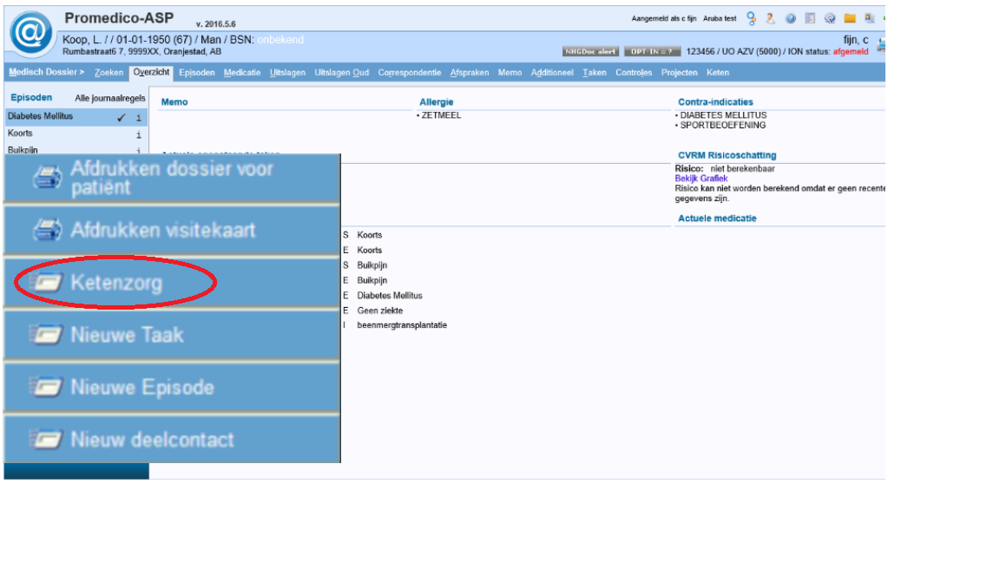 Promedico-ASP v. 2016.5.6
Aangemeld als c fijn Aruba test
Koop, L. / / 01-01-1950 (67) / Man / BSN: onbekend
fijn, c
Rumbastraat6 7, 9999XX, Oranjestad, AB
NHGDoc alert OPT-IN = ? 123456 / UO AZV (5000) / ION status: afgemeld
Medisch Dossier > Zoeken Overzicht Episoden Medicatie Uitslagen Uitslagen Oud Correspondentie Afspraken Memo Additioneel Taken Controles Projecten Keten
Episoden Alle journaalregels
Diabetes Mellitus ✓ i
Koorts i
Buikpijn i
Memo
Allergie
• ZETMEEL
Contra-indicaties
• DIABETES MELLITUS
• SPORTBEOEFENING
CVRM Risicoschatting
Risico: niet berekenbaar
Bekijk Grafiek
Risico kan niet worden berekend omdat er geen recente
gegevens zijn.
Actuele medicatie
Afdrukken dossier voor
patiënt
Afdrukken visitekaart
Ketenzorg
Nieuwe Taak
Nieuwe Episode
Nieuw deelcontact
S Koorts
E Koorts
S Buikpijn
E Buikpijn
E Diabetes Mellitus
E Geen ziekte
I beenmergtransplantatie